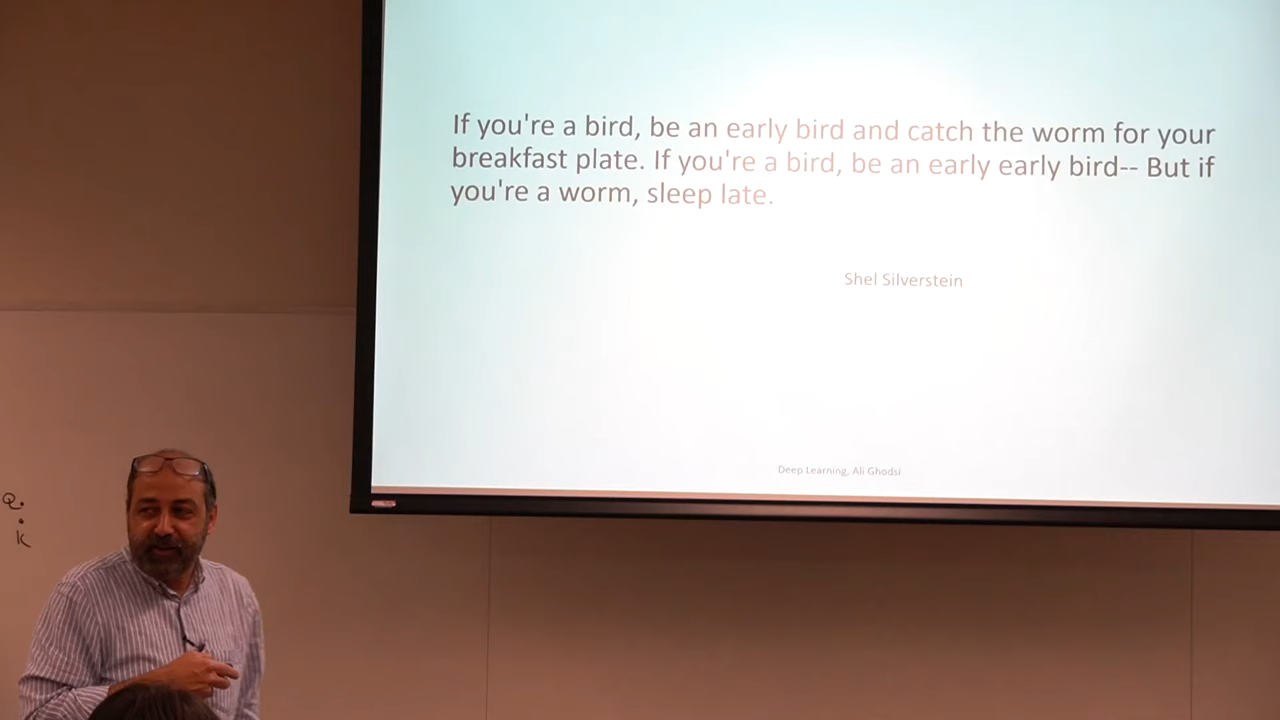 If you're a bird, be an early bird and catch the worm for your
breakfast plate. If you're a bird, be an early early bird-- But if
you're a worm, sleep late.
Shel Silverstein
Deep Learning, Ali Ghodsi
Q.
K